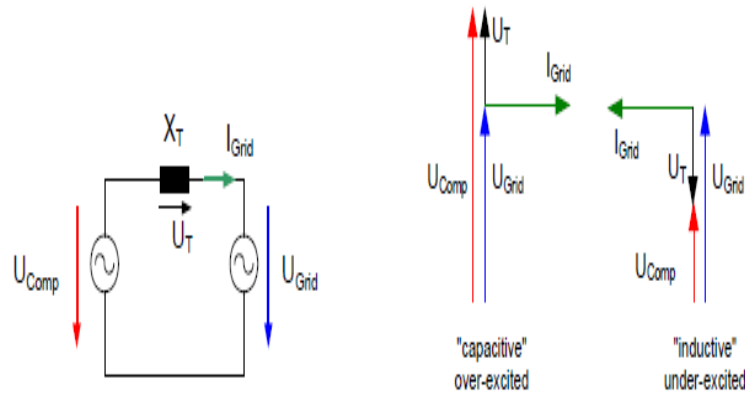 X_T
I_Grid
U_T
U_Comp
U_Grid
U_T
I_Grid
U_Comp
U_Grid
I_Grid
U_T
U_Grid
U_Comp
"capacitive"
over-excited
"inductive"
under-excited